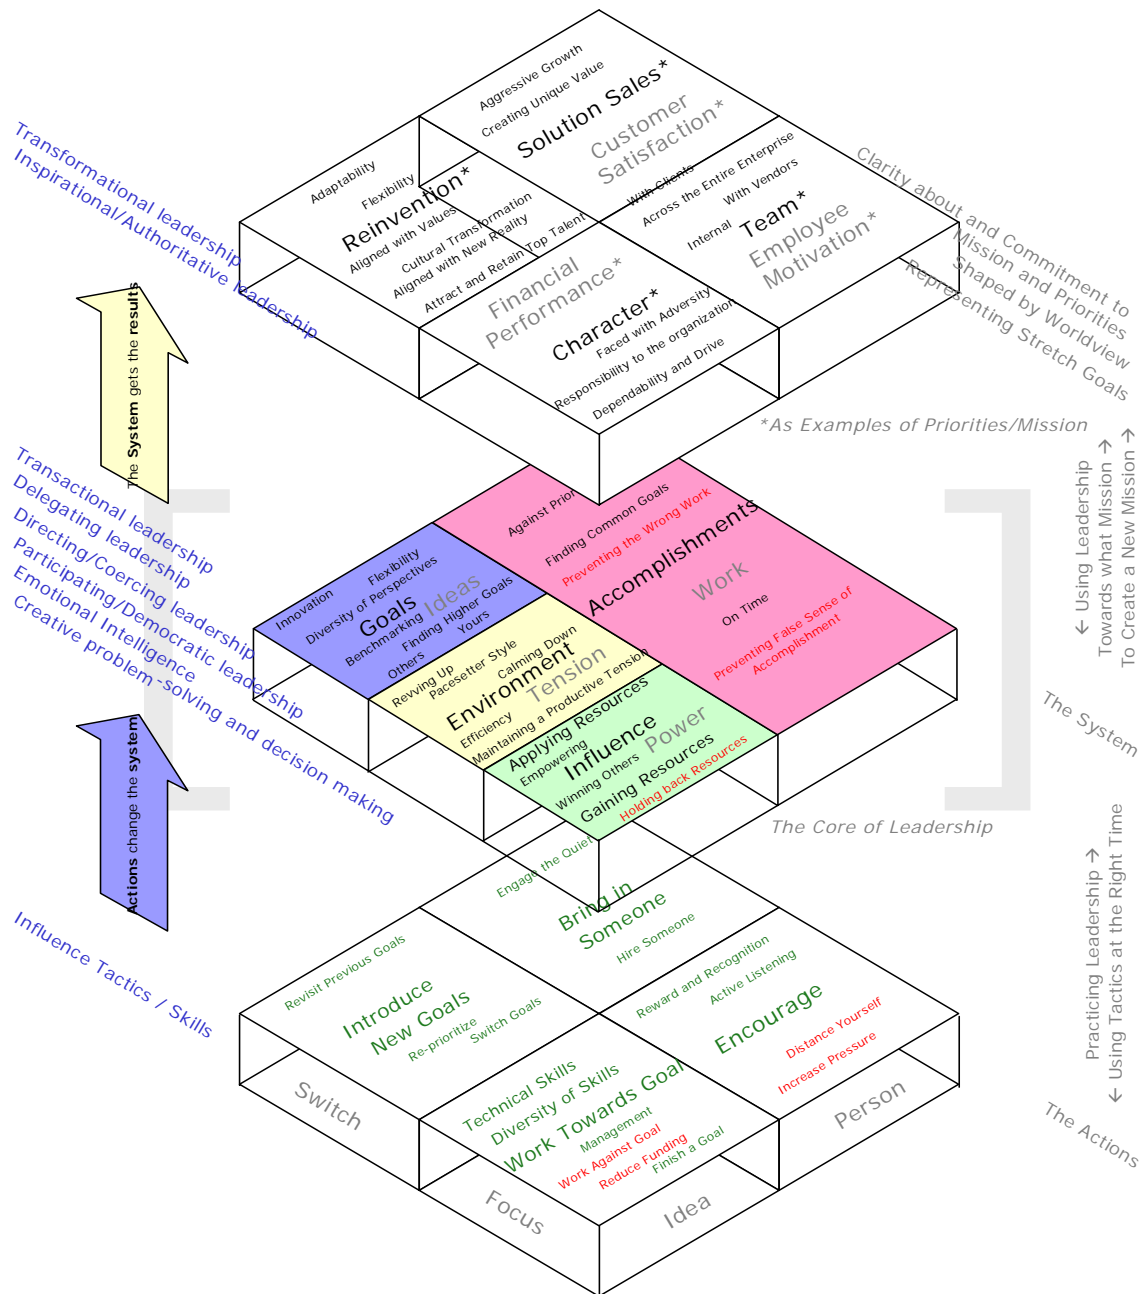 Aggressive Growth
Creating Unique Value
Solution Sales*
Customer
Satisfaction*
Transformational leadership
Inspirational/Authoritative leadership
Adaptability
Flexibility
Reinvention*
Aligned with Values
Cultural Transformation
Aligned with New Reality
Attract and Retain Top Talent
With Clients
Across the Entire Enterprise
With Vendors
Internal
Team*
Employee
Motivation*
Financial
Performance*
Character*
Faced with Adversity
Responsibility to the organization
Dependability and Drive
Clarity about and Commitment to
Mission and Priorities
Shaped by Worldview
Representing Stretch Goals
*As Examples of Priorities/Mission
The System gets the results
← Using Leadership
Towards what Mission →
To Create a New Mission →
Transactional leadership
Delegating leadership
Directing/Coercing leadership
Participating/Democratic leadership
Emotional Intelligence
Creative problem-solving and decision making
Against Prior
Finding Common Goals
Preventing the Wrong Work
Accomplishments
Work
On Time
Preventing False Sense of
Accomplishment
Innovation
Flexibility
Diversity of Perspectives
Goals
Ideas
Benchmarking
Finding Higher Goals
Others
Yours
Revving Up
Pacesetter Style
Calming Down
Environment
Tension
Efficiency
Maintaining a Productive Tension
Applying Resources
Empowering
Influence
Power
Winning Others
Gaining Resources
Holding back Resources
The System
The Core of Leadership
Actions change the system
Influence Tactics / Skills
Engage the Quiet
Bring in
Someone
Hire Someone
Revisit Previous Goals
Introduce
New Goals
Re-prioritize
Switch Goals
Reward and Recognition
Active Listening
Encourage
Distance Yourself
Increase Pressure
Technical Skills
Diversity of Skills
Work Towards Goal
Management
Work Against Goal
Reduce Funding
Finish a Goal
Practicing Leadership →
← Using Tactics at the Right Time
The Actions
Switch
Focus
Idea
Person